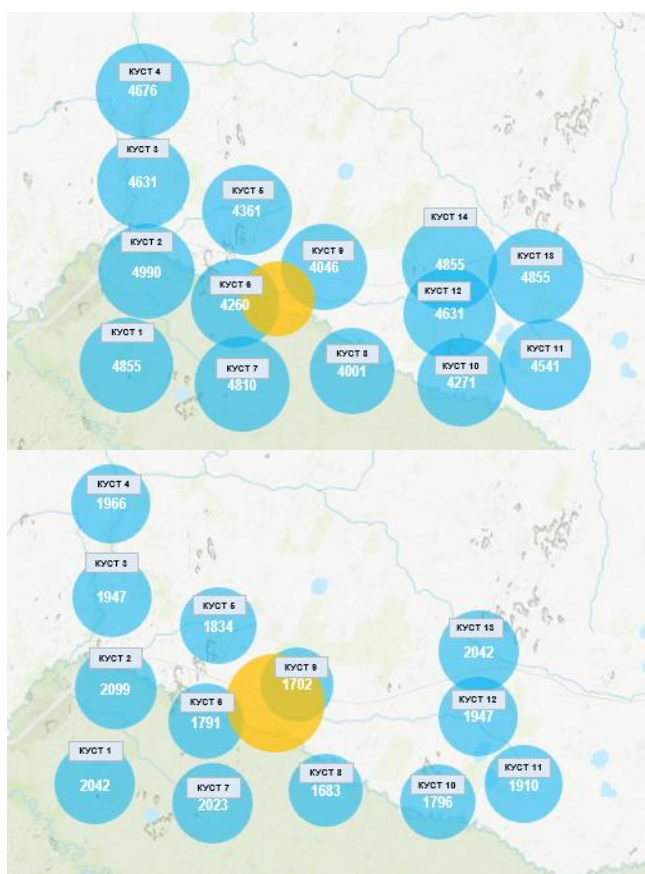 КУСТ 4
4676
КУСТ 3
4631
КУСТ 5
4361
КУСТ 14
4855
КУСТ 2
4990
КУСТ 9
4046
КУСТ 13
4855
КУСТ 6
4260
КУСТ 12
4631
КУСТ 1
4855
КУСТ 7
4810
КУСТ 8
4001
КУСТ 10
4271
КУСТ 11
4541
КУСТ 4
1966
КУСТ 3
1947
КУСТ 5
1834
КУСТ 13
2042
КУСТ 2
2099
КУСТ 9
1702
КУСТ 6
1791
КУСТ 12
1947
КУСТ 1
2042
КУСТ 7
2023
КУСТ 8
1683
КУСТ 10
1796
КУСТ 11
1910